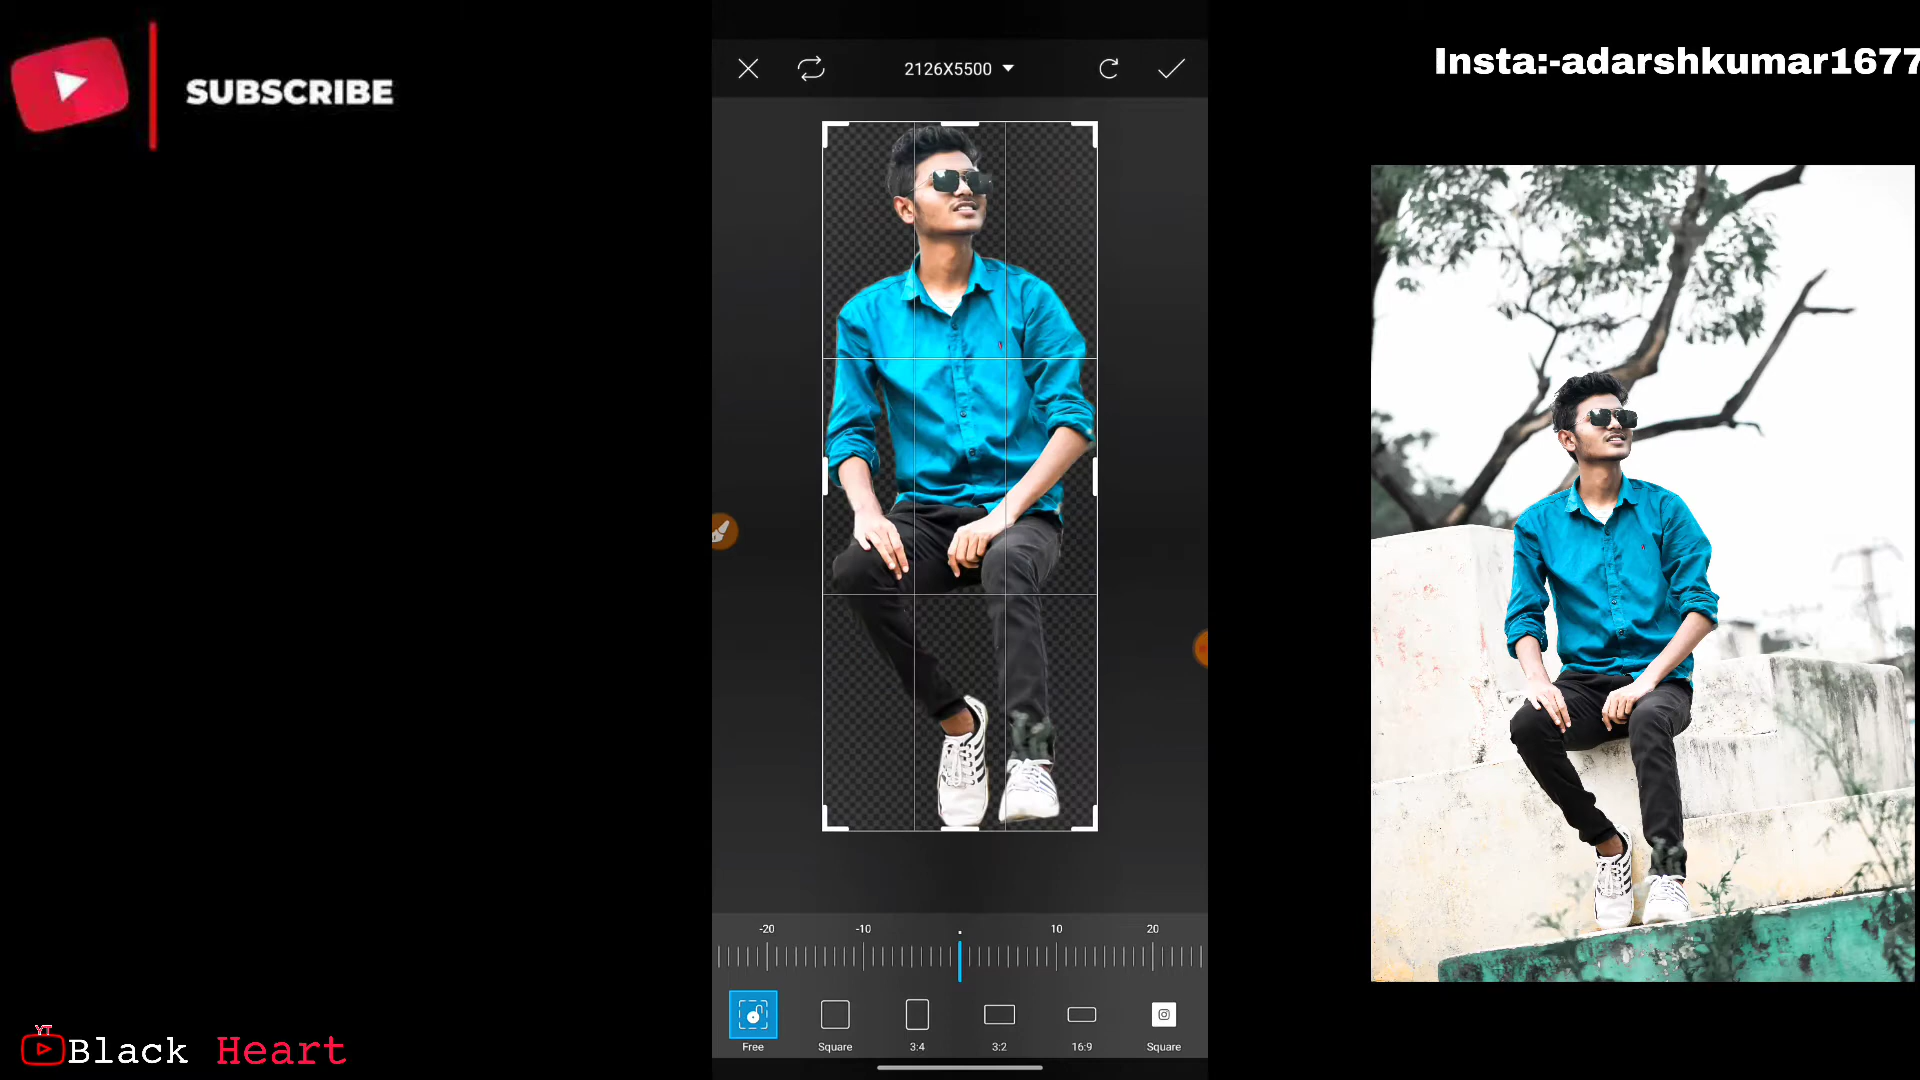 SUBSCRIBE
2126X5500
Insta:-adarshkumar1677
-20 -10 10 20
Free Square 3:4 3:2 16:9 Square
YT
Black Heart